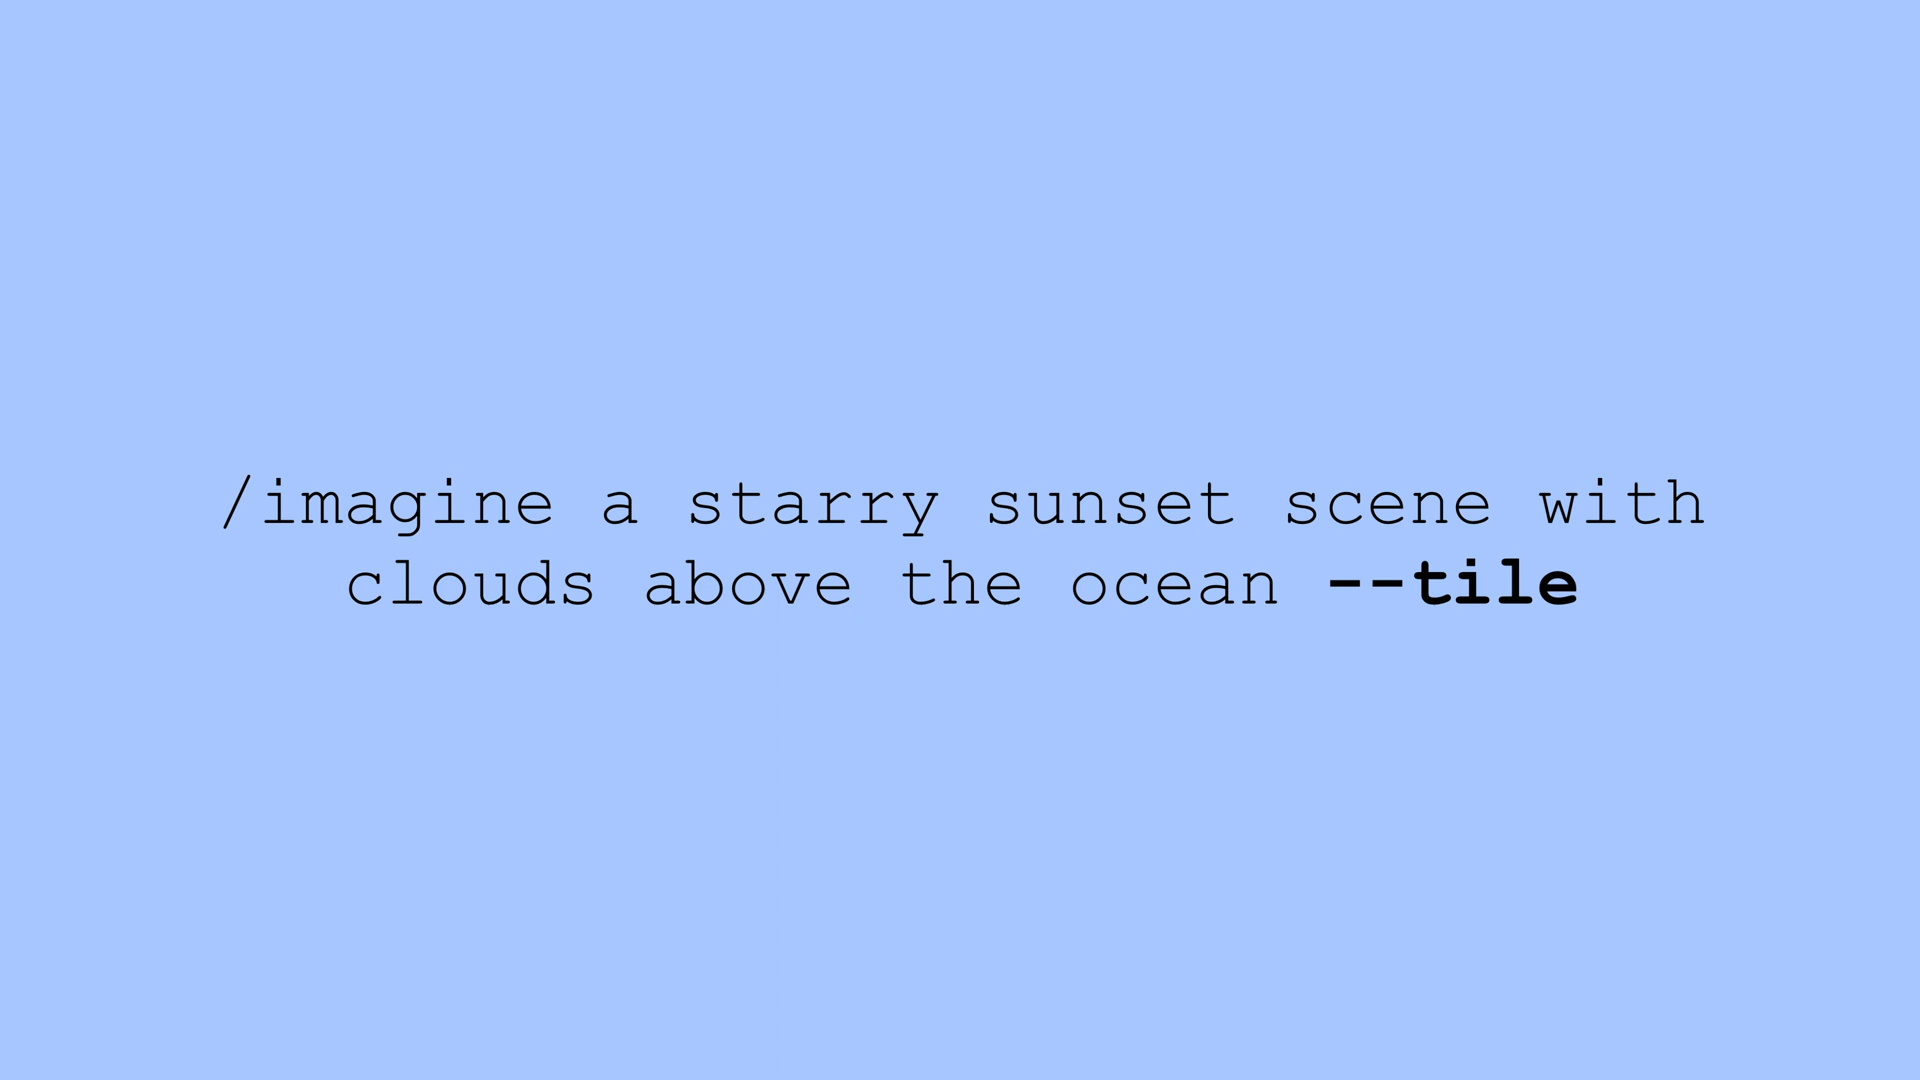 /imagine a starry sunset scene with
clouds above the ocean --tile